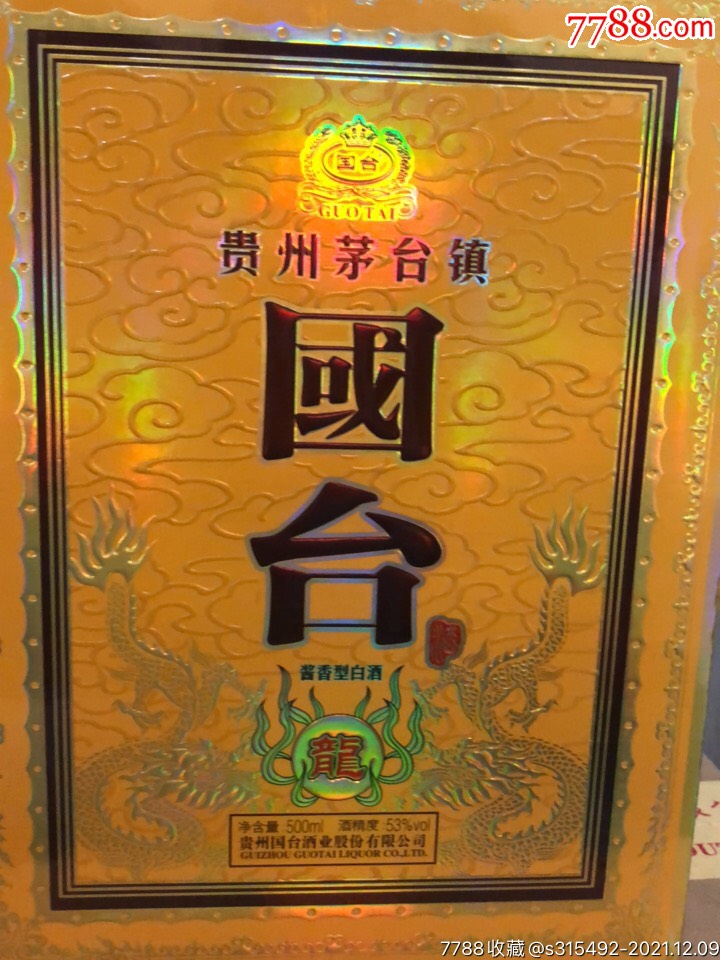 7788.com
国台
GUOTAI
贵州茅台镇
國
台
酱香型白酒
龍
净含量:500ml 酒精度:53%vol
贵州国台酒业股份有限公司
GUIZHOU GUOTAI LIQUOR CO.,LTD.
7788收藏@s315492-2021.12.09